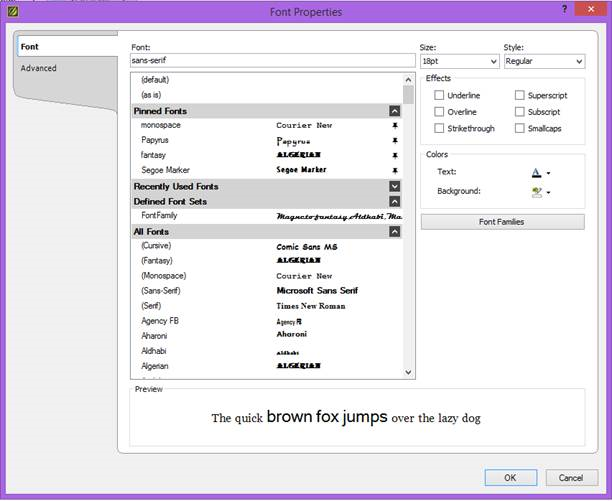 Font Properties
?
Font
Advanced
Font:
sans-serif
Size:
18pt
Style:
Regular
(default)
(as is)
Pinned Fonts
monospace Courier New
Papyrus Papyrus
fantasy ALGERIAN
Segoe Marker Segoe Marker
Recently Used Fonts
Defined Font Sets
FontFamily Magneto,fantasy,Aldhabi,Ma
All Fonts
(Cursive) Comic Sans MS
(Fantasy) ALGERIAN
(Monospace) Courier New
(Sans-Serif) Microsoft Sans Serif
(Serif) Times New Roman
Agency FB Agency FB
Aharoni Aharoni
Aldhabi Aldhabi
Algerian ALGERIAN
Effects
Underline Superscript
Overline Subscript
Strikethrough Smallcaps
Colors
Text: A
Background:
Font Families
Preview
The quick brown fox jumps over the lazy dog
OK Cancel